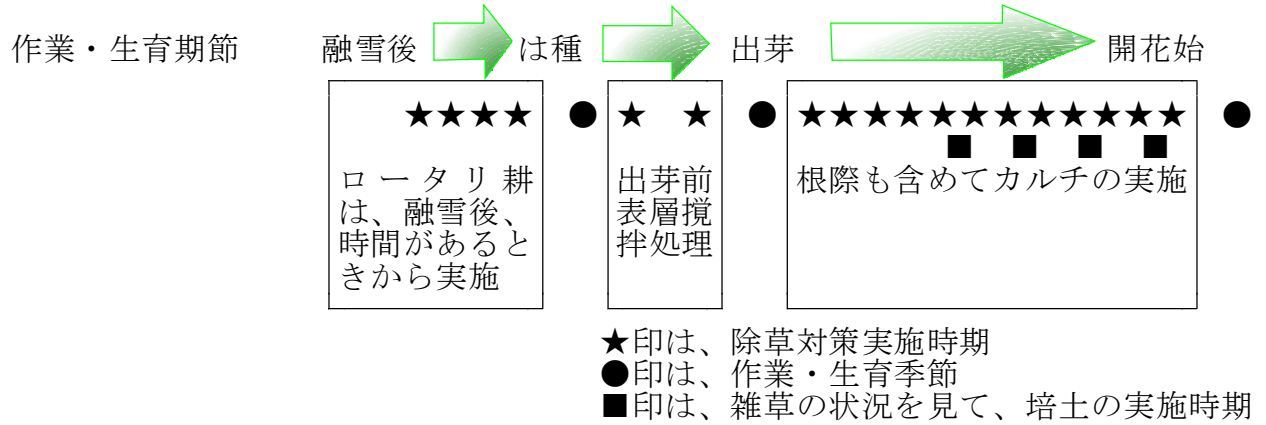 作業・生育期節 融雪後 は種 出芽 開花始
★★★★ ● ★ ★ ● ★★★★★★★★★★★★ ●
■ ■ ■ ■
ロータリ耕
は、融雪後、
時間があると
きから実施
出芽前
表層撹
拌処理
根際も含めてカルチの実施
★印は、除草対策実施時期
●印は、作業・生育季節
■印は、雑草の状況を見て、培土の実施時期